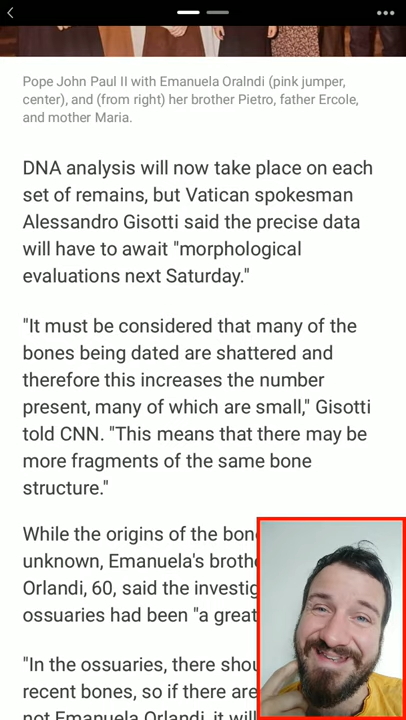 Pope John Paul II with Emanuela Oralndi (pink jumper,
center), and (from right) her brother Pietro, father Ercole,
and mother Maria.
DNA analysis will now take place on each
set of remains, but Vatican spokesman
Alessandro Gisotti said the precise data
will have to await "morphological
evaluations next Saturday."
"It must be considered that many of the
bones being dated are shattered and
therefore this increases the number
present, many of which are small," Gisotti
told CNN. "This means that there may be
more fragments of the same bone
structure."
While the origins of the
unknown, Emanuela's
Orlandi, 60, said the
ossuaries had been "a great
"In the ossuaries, there
recent bones, so if there are
not Emanuela Orlandi, it will